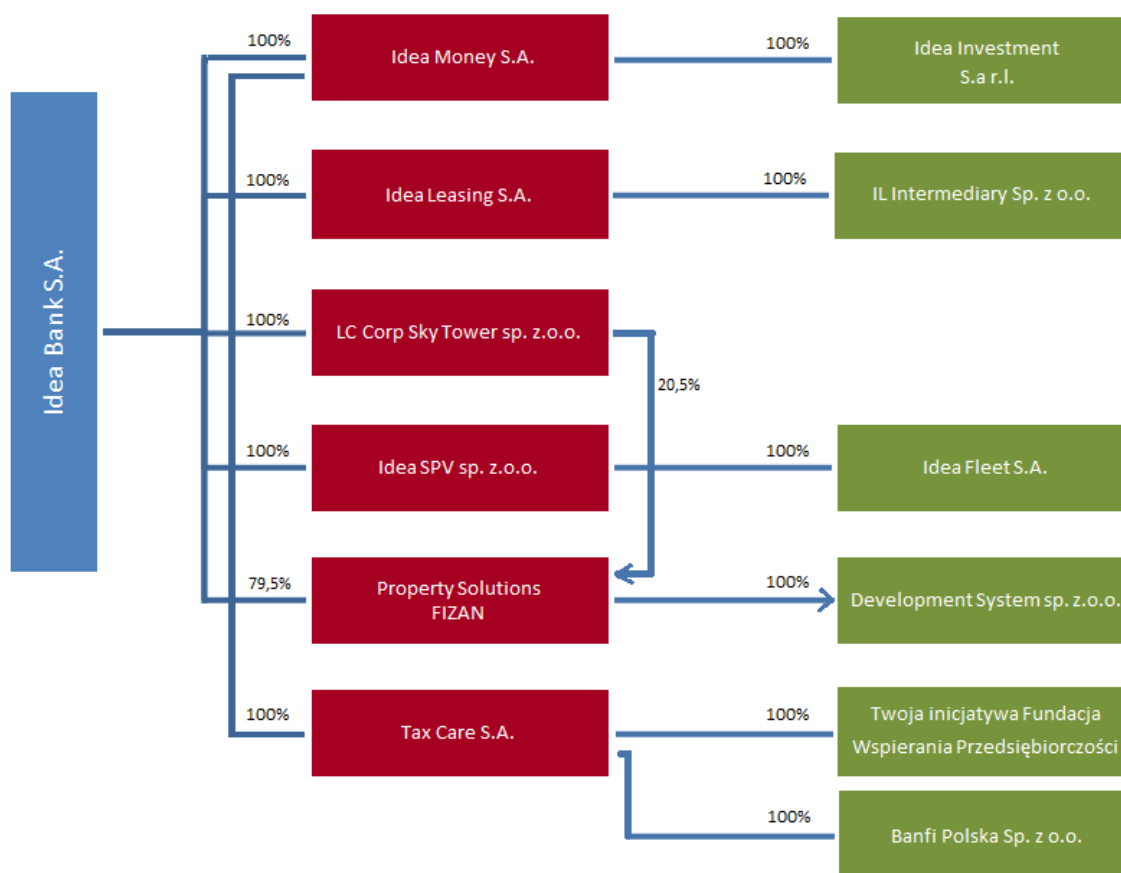 Idea Bank S.A.
100%
Idea Money S.A.
100%
Idea Investment
S.a r.l.
100%
Idea Leasing S.A.
100%
IL Intermediary Sp. z o.o.
100%
LC Corp Sky Tower sp. z.o.o.
20,5%
100%
Idea SPV sp. z.o.o.
100%
Idea Fleet S.A.
79,5%
Property Solutions
FIZAN
100%
Development System sp. z.o.o.
100%
Tax Care S.A.
100%
Twoja inicjatywa Fundacja
Wspierania Przedsiębiorczości
100%
Banfi Polska Sp. z o.o.